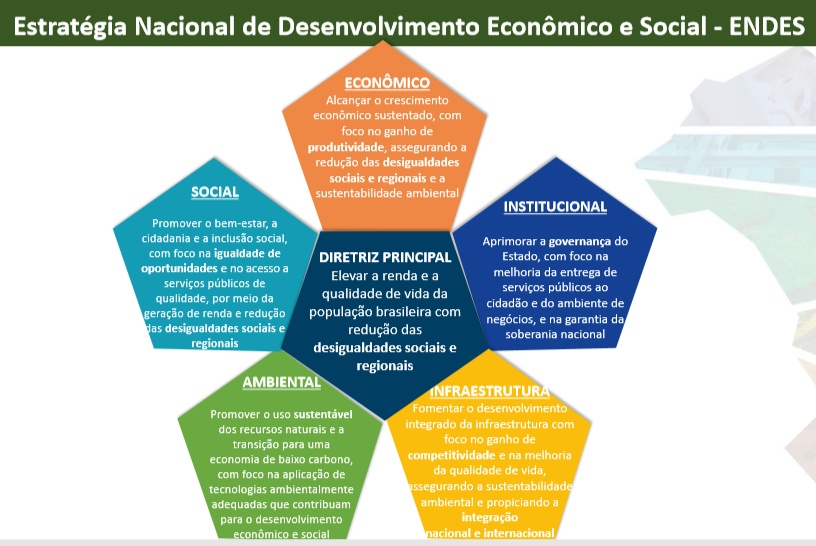 Estratégia Nacional de Desenvolvimento Econômico e Social - ENDES
ECONÔMICO
Alcançar o crescimento
econômico sustentado, com
foco no ganho de
produtividade, assegurando a
redução das desigualdades
sociais e regionais e a
sustentabilidade ambiental
SOCIAL
Promover o bem-estar, a
cidadania e a inclusão social,
com foco na igualdade de
oportunidades e no acesso a
serviços públicos de
qualidade, por meio da
geração de renda e redução
das desigualdades sociais e
regionais
INSTITUCIONAL
Aprimorar a governança do
Estado, com foco na
melhoria da entrega de
serviços públicos ao
cidadão e do ambiente de
negócios, e na garantia da
soberania nacional
DIRETRIZ PRINCIPAL
Elevar a renda e a
qualidade de vida da
população brasileira com
redução das
desigualdades sociais e
regionais
AMBIENTAL
Promover o uso sustentável
dos recursos naturais e a
transição para uma
economia de baixo carbono,
com foco na aplicação de
tecnologias ambientalmente
adequadas que contribuam
para o desenvolvimento
econômico e social
INFRAESTRUTURA
Fomentar o desenvolvimento
integrado da infraestrutura com
foco no ganho de
competitividade e na melhoria
da qualidade de vida,
assegurando a sustentabilidade
ambiental e propiciando a
integração
nacional e internacional